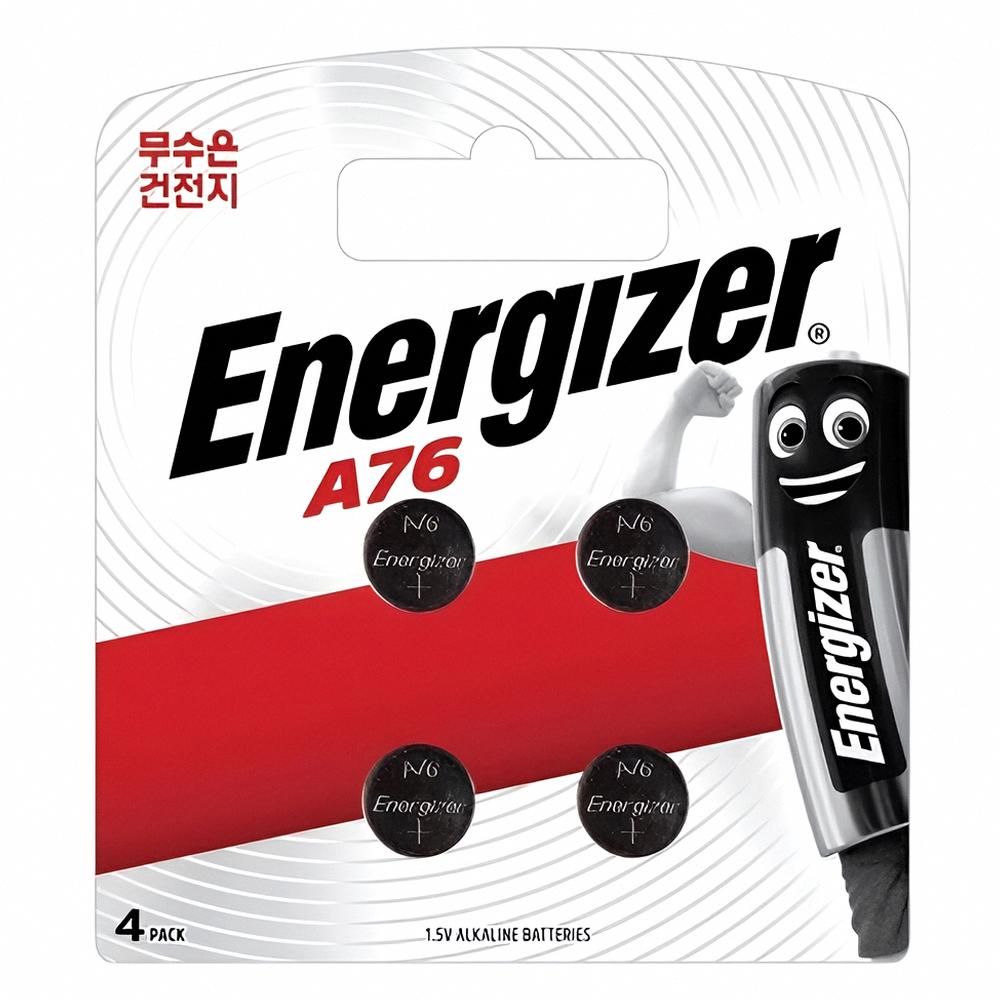 무수은
건전지
Energizer®
A76
A76
Energizer
+
A76
Energizer
+
Energizer®
A76
Energizer
+
A76
Energizer
+
4 PACK
1.5V ALKALINE BATTERIES